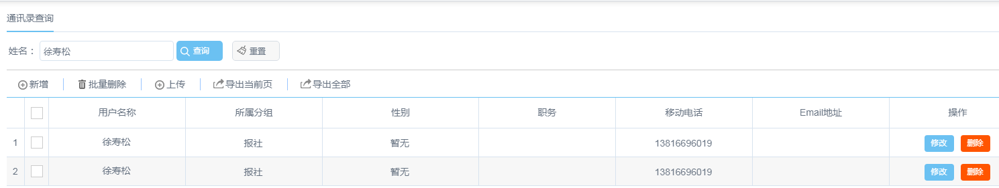 通讯录查询
姓名： 徐寿松 查询 重置
新增 批量删除 上传 导出当前页 导出全部
用户名称 所属分组 性别 职务 移动电话 Email地址 操作
1 徐寿松 报社 暂无 13816696019 修改 删除
2 徐寿松 报社 暂无 13816696019 修改 删除